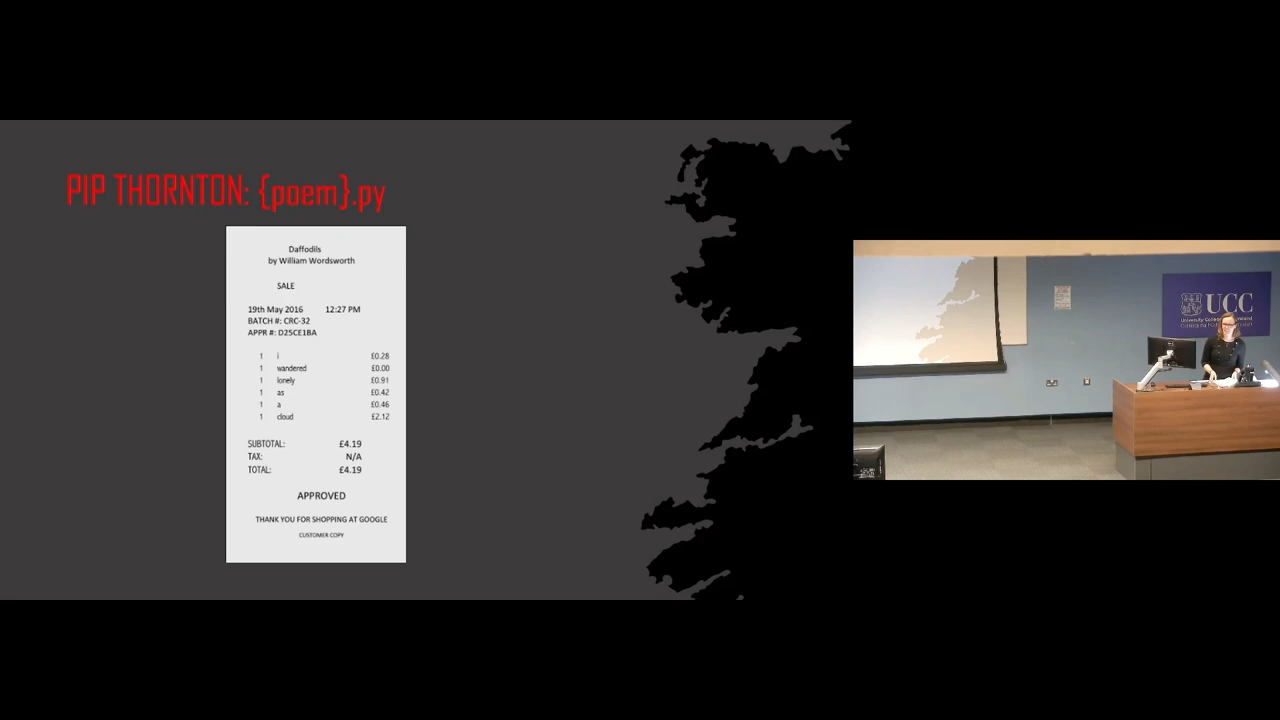 PIP THORNTON: {poem}.py
Daffodils
by William Wordsworth
SALE
19th May 2016 12:27 PM
BATCH #: CRC-32
APPR #: D25CE1BA
1 i £0.28
1 wandered £0.00
1 lonely £0.91
1 as £0.42
1 a £0.46
1 cloud £2.12
SUBTOTAL: £4.19
TAX: N/A
TOTAL: £4.19
APPROVED
THANK YOU FOR SHOPPING AT GOOGLE
CUSTOMER COPY
UCC
University College